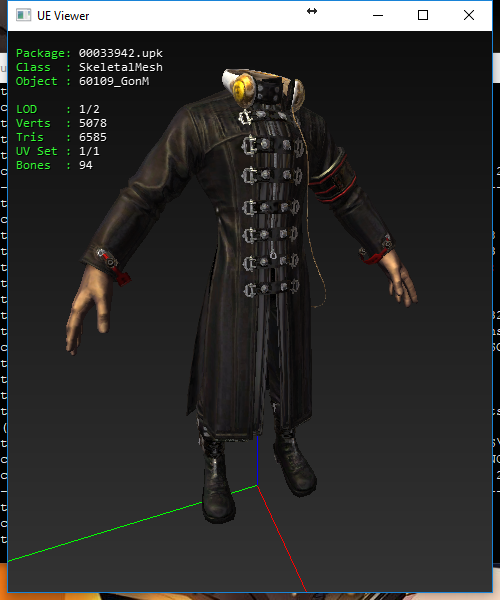 UE Viewer
Package: 00033942.upk
Class : SkeletalMesh
Object : 60109_GonM
LOD : 1/2
Verts : 5078
Tris : 6585
UV Set : 1/1
Bones : 94